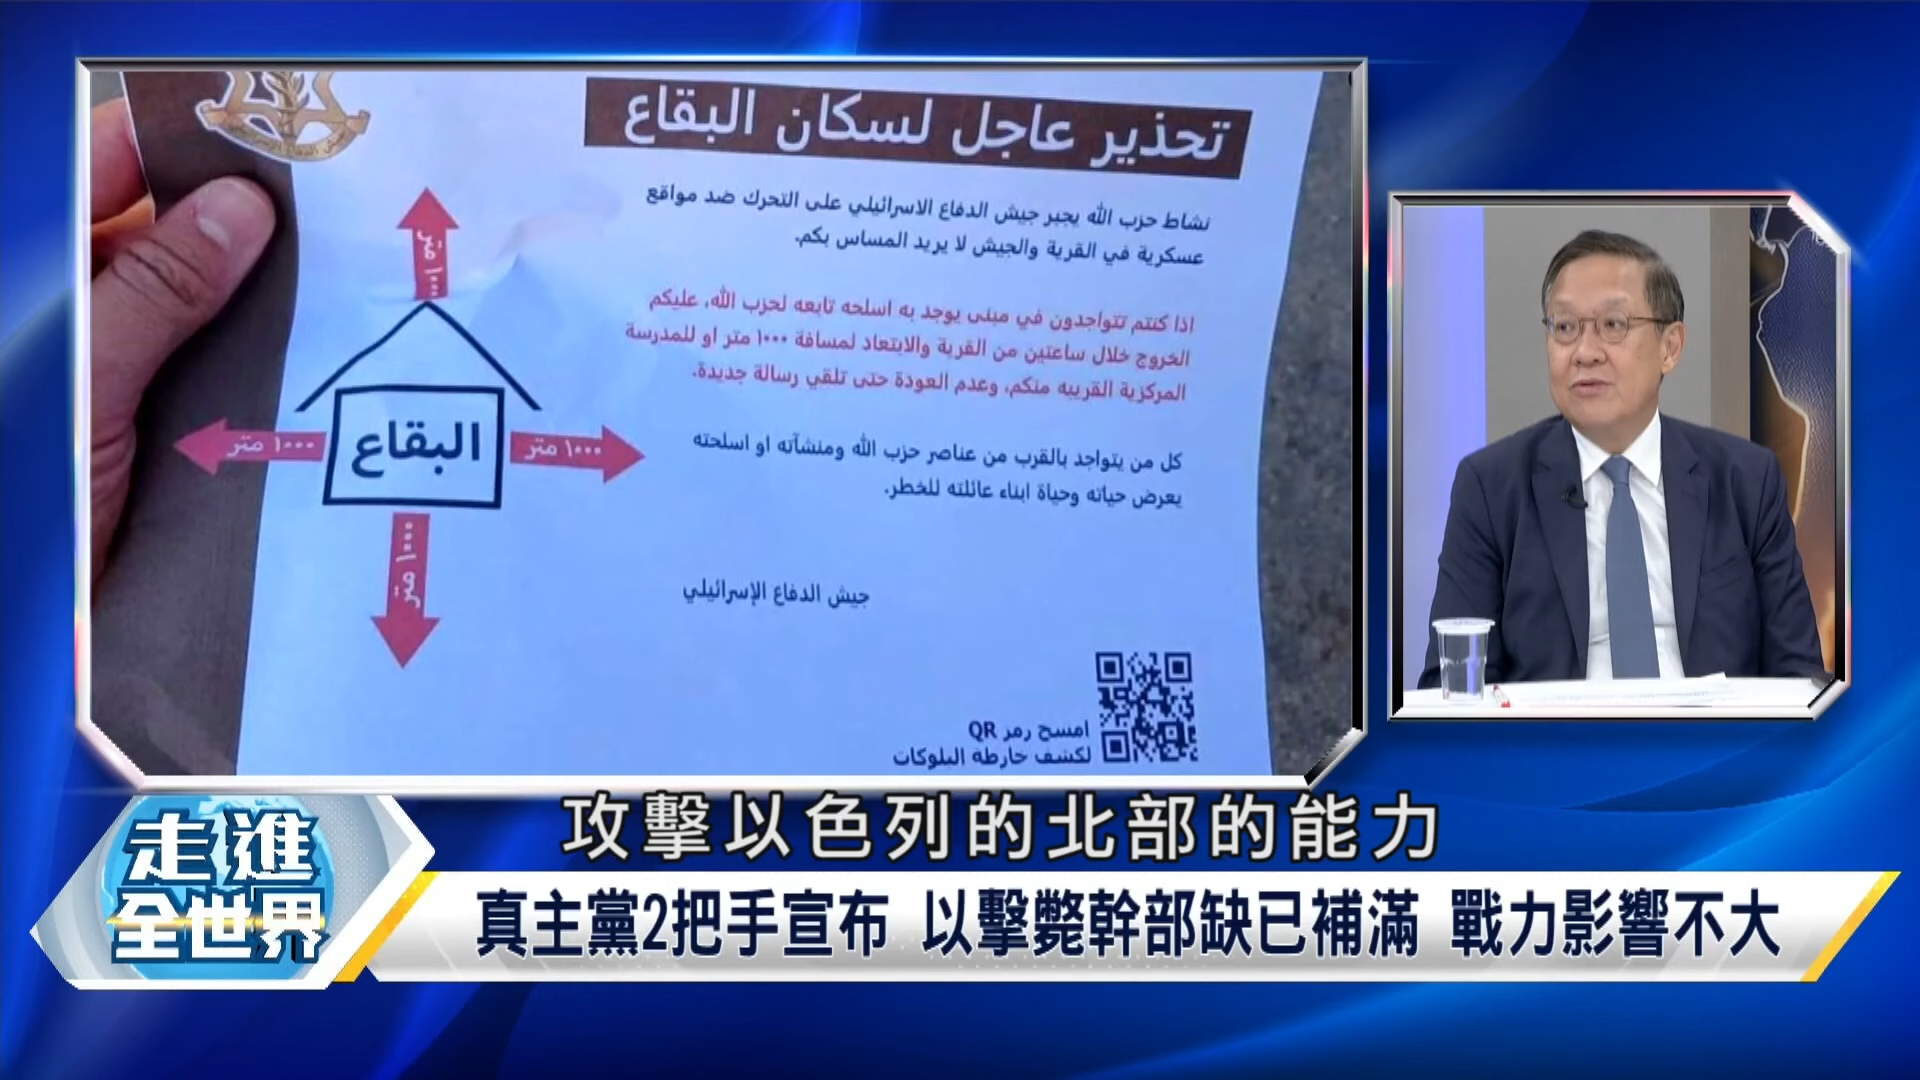 جيش الدفاع الإسرائيلي
تحذير عاجل لسكان البقاع
نشاط حزب الله يجبر جيش الدفاع الاسرائيلي على التحرك ضد مواقع
عسكرية في القرية والجيش لا يريد المساس بكم.
اذا كنتم تتواجدون في مبنى يوجد به اسلحه تابعه لحزب الله، عليكم
الخروج خلال ساعتين من القرية والابتعاد لمسافة ١٠٠٠ متر او للمدرسة
المركزية القريبه منكم، وعدم العودة حتى تلقي رسالة جديدة.
كل من يتواجد بالقرب من عناصر حزب الله ومنشآته او اسلحته
يعرض حياته وحياة ابناء عائلته للخطر.
جيش الدفاع الإسرائيلي
١٠٠٠ متر
١٠٠٠ متر
البقاع
١٠٠٠ متر
١٠٠٠ متر
امسح رمز QR
لكشف خارطة البلوكات
攻擊以色列的北部的能力
走進
全世界
真主黨2把手宣布 以擊斃幹部缺已補滿 戰力影響不大